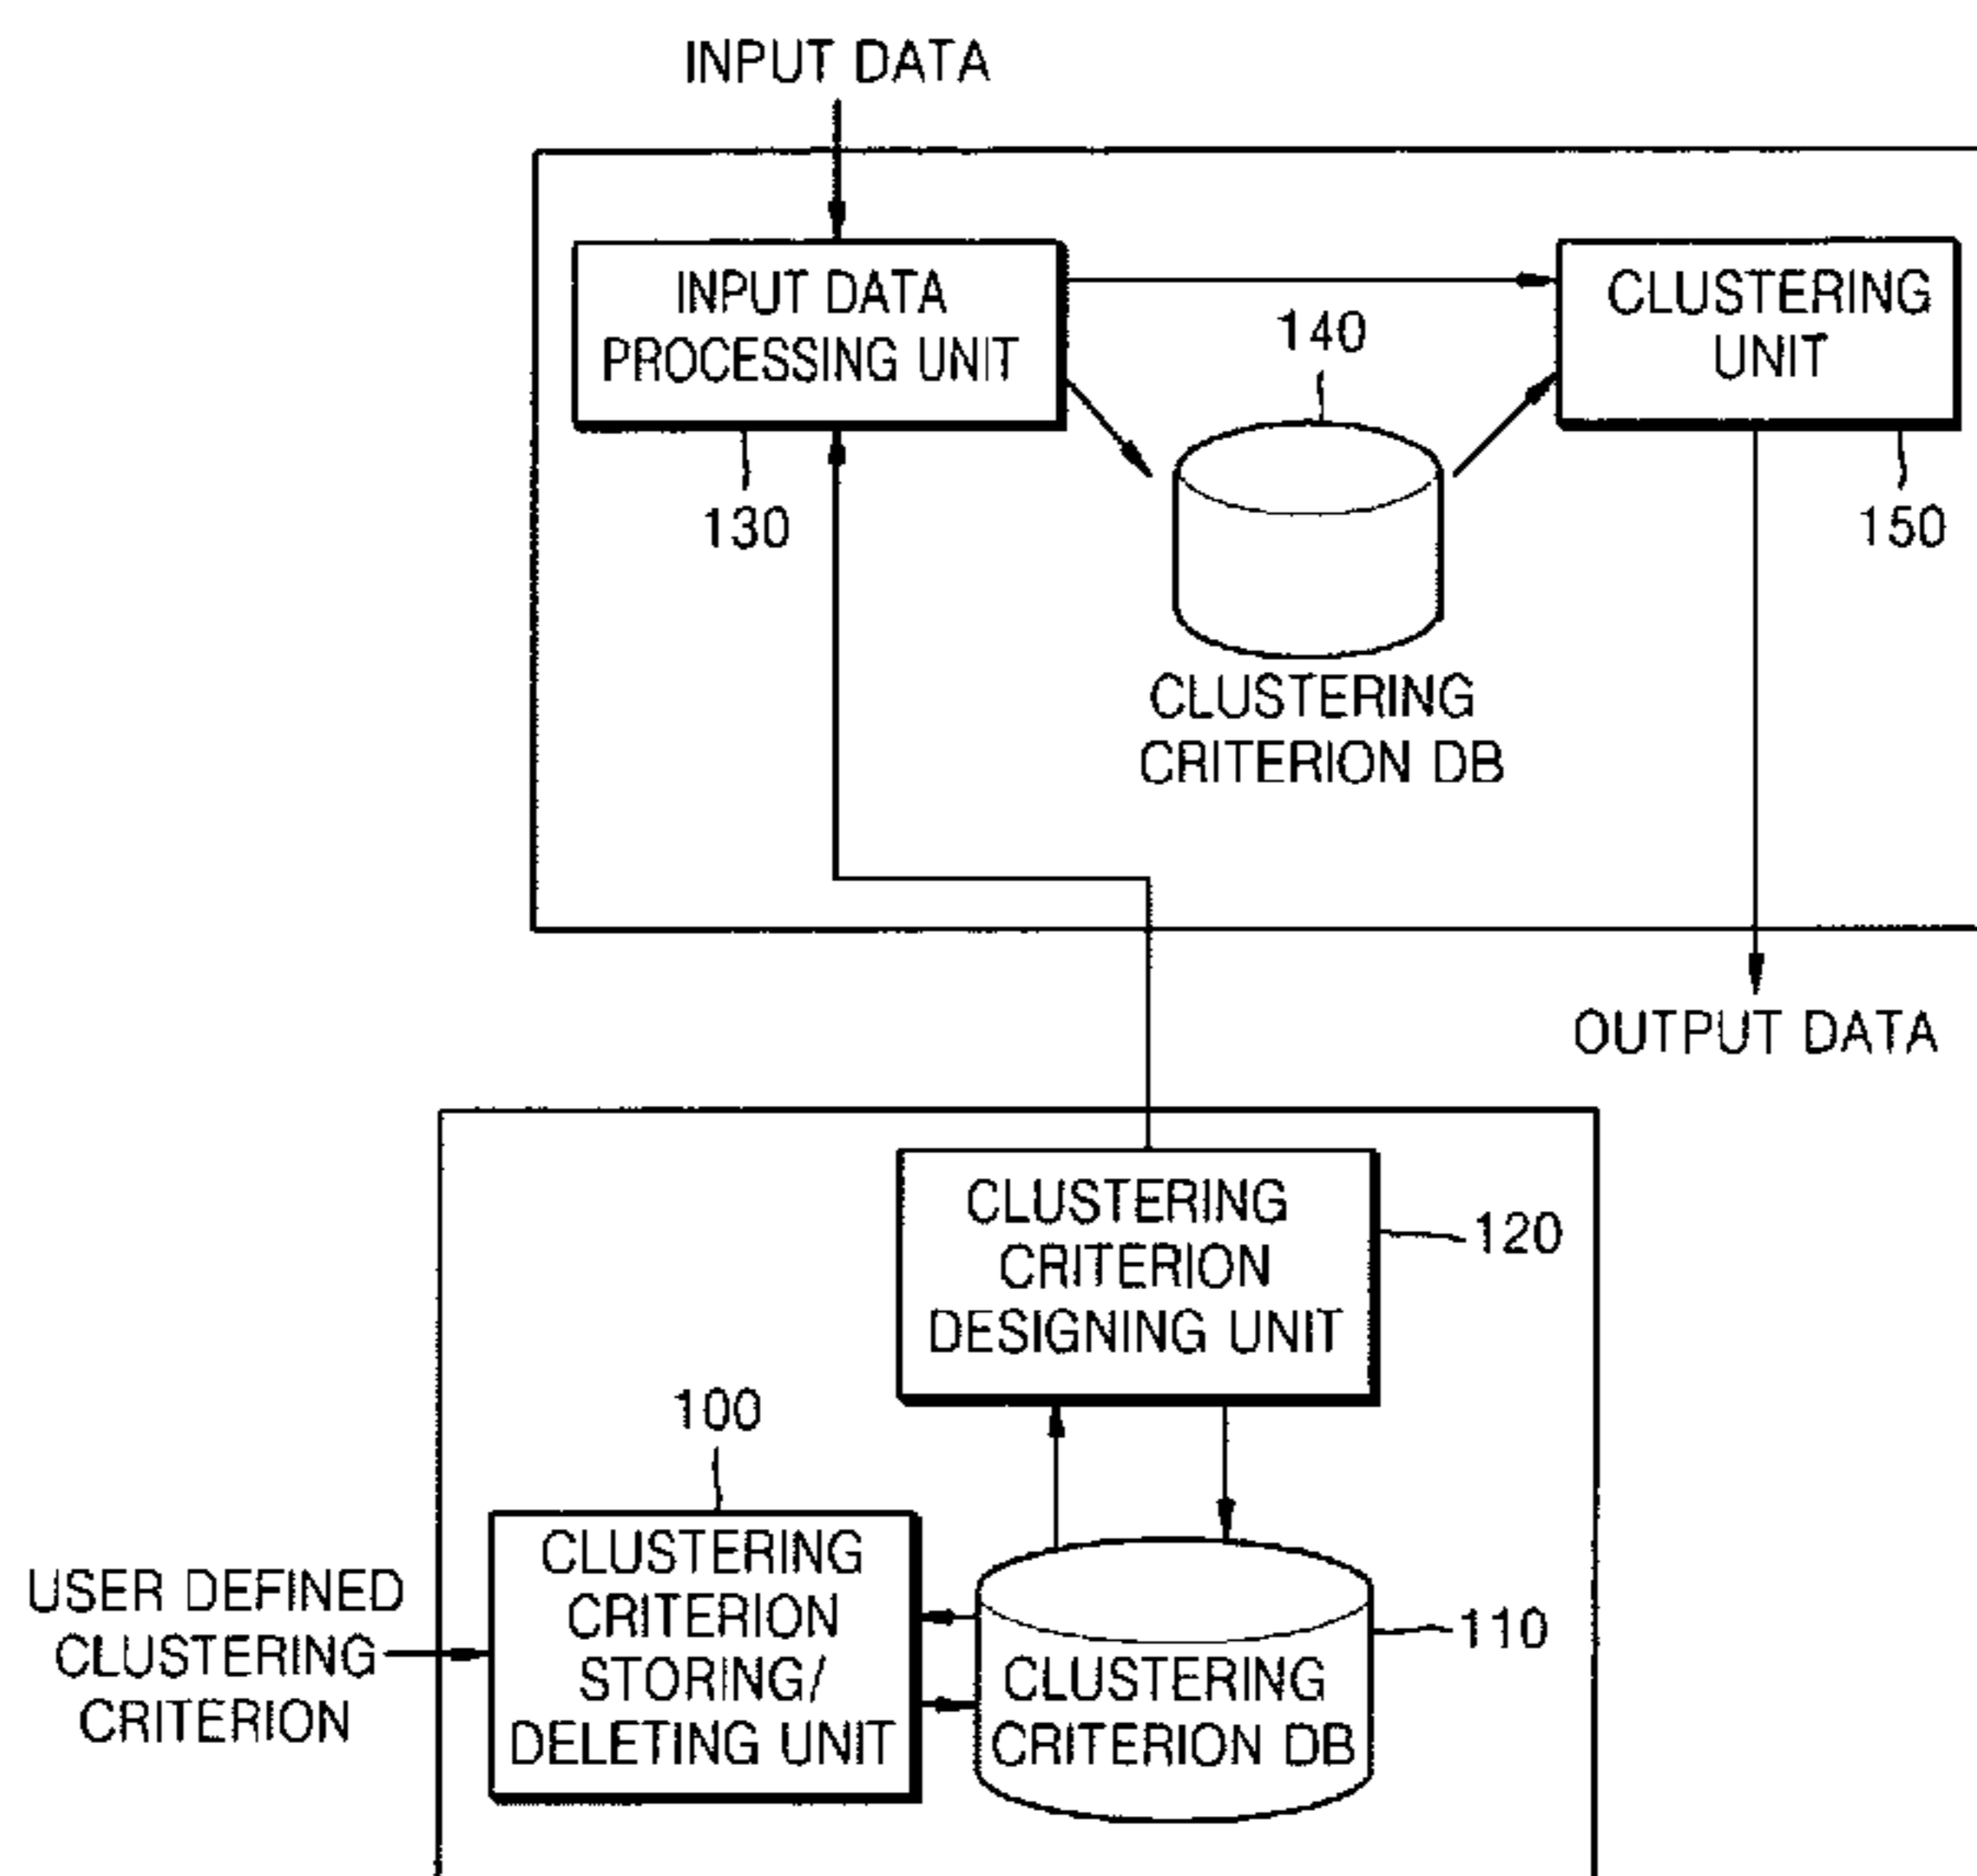 INPUT DATA
INPUT DATA
PROCESSING UNIT
130
140
CLUSTERING
CRITERION DB
CLUSTERING
UNIT
150
OUTPUT DATA
CLUSTERING
CRITERION
DESIGNING UNIT
120
100
CLUSTERING
CRITERION
STORING/
DELETING UNIT
USER DEFINED
CLUSTERING
CRITERION
CLUSTERING
CRITERION DB
110